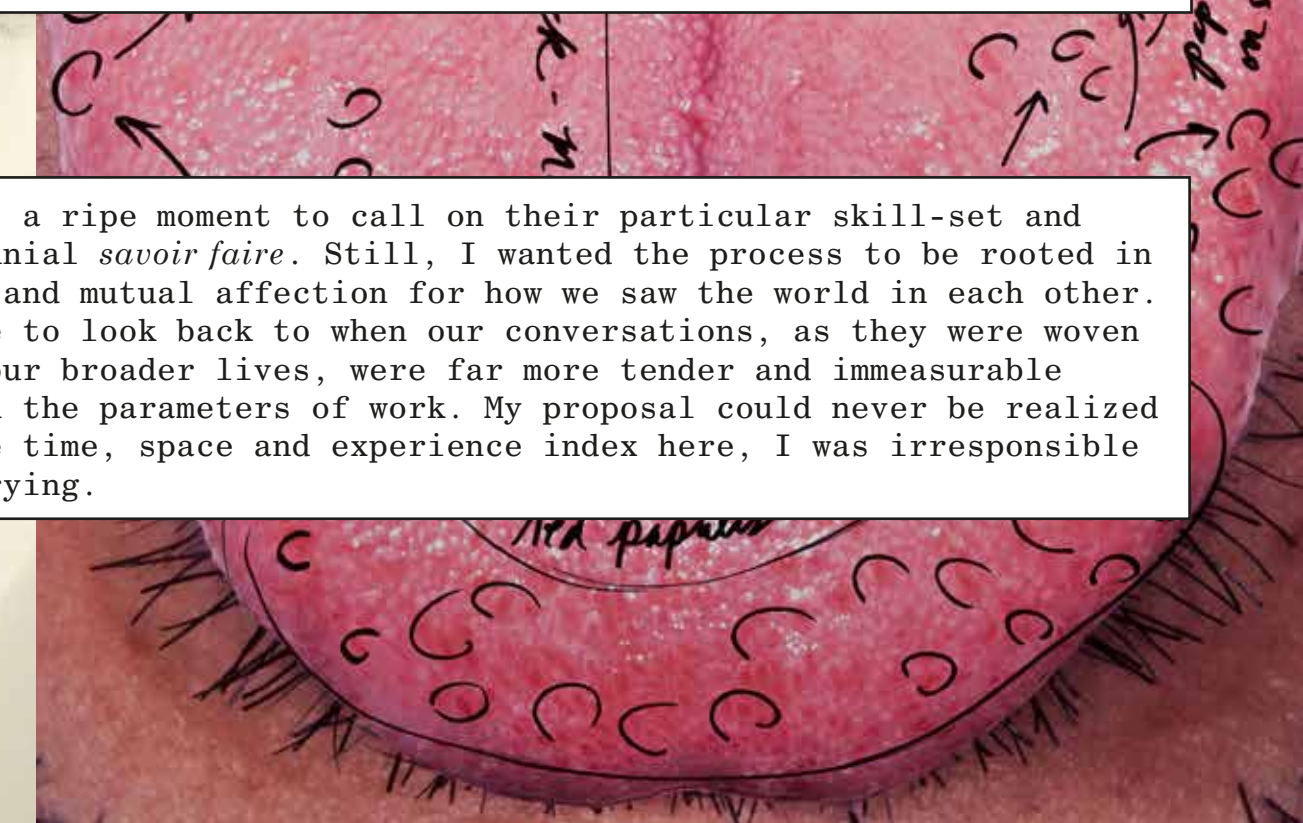 a ripe moment to call on their particular skill-set and
nial savoir faire. Still, I wanted the process to be rooted in
and mutual affection for how we saw the world in each other.
to look back to when our conversations, as they were woven
our broader lives, were far more tender and immeasurable
the parameters of work. My proposal could never be realized
time, space and experience index here, I was irresponsible
rying.
red papules